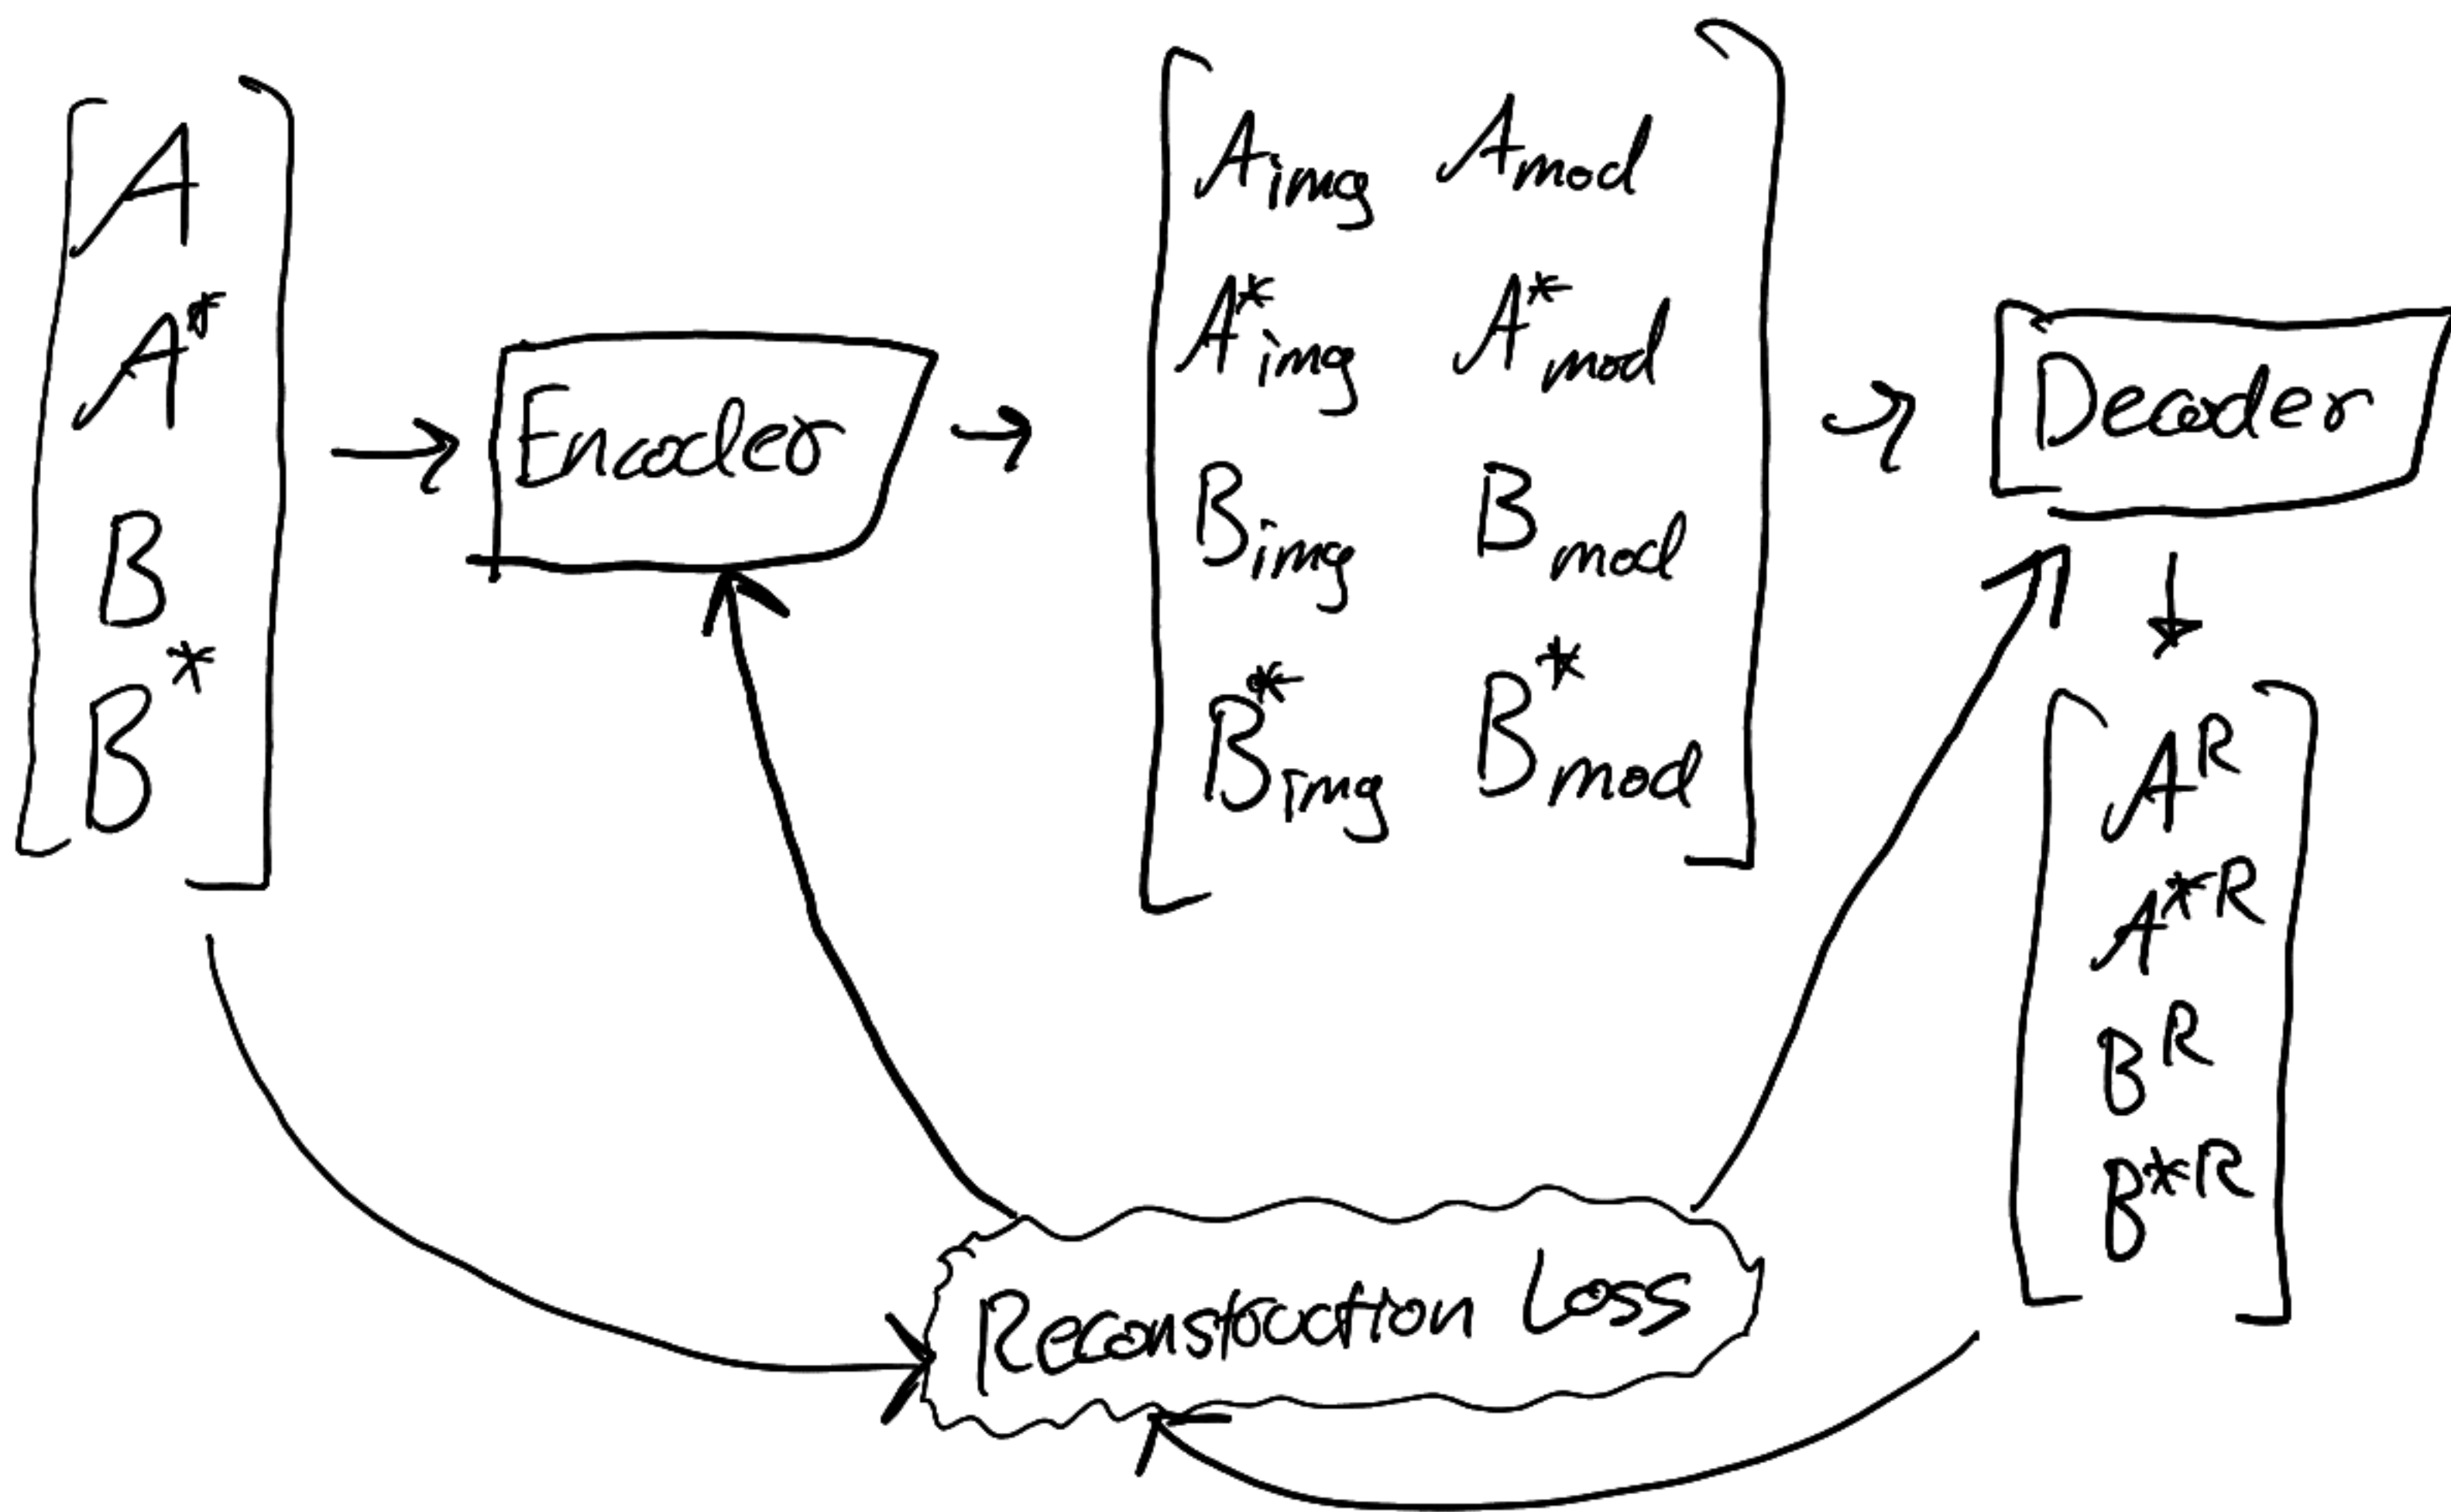 A
A*
B
B*
Encoder
A_img A_mod
A*_img A*_mod
B_img B_mod
B*_img B*_mod
Decoder
A^R
A*^R
B^R
B*^R
Reconstruction Loss